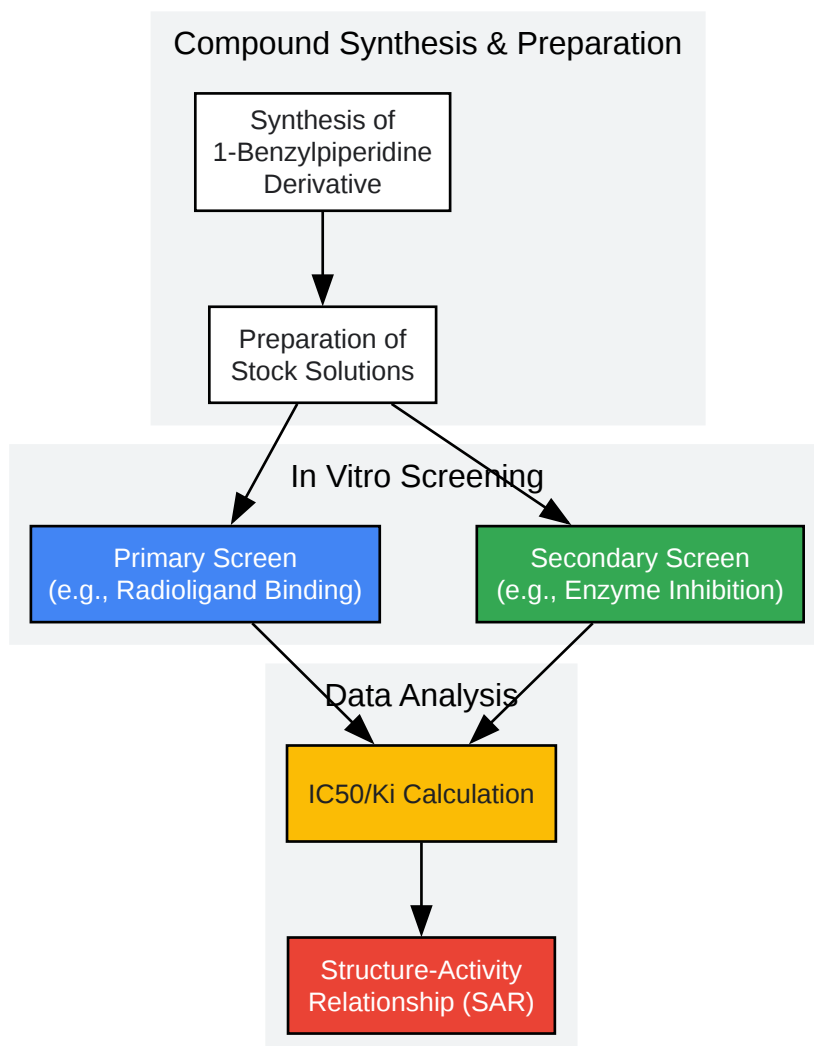 Compound Synthesis & Preparation
Synthesis of
1-Benzylpiperidine
Derivative
Preparation of
Stock Solutions
In Vitro Screening
Primary Screen
(e.g., Radioligand Binding)
Secondary Screen
(e.g., Enzyme Inhibition)
Data Analysis
IC50/Ki Calculation
Structure-Activity
Relationship (SAR)